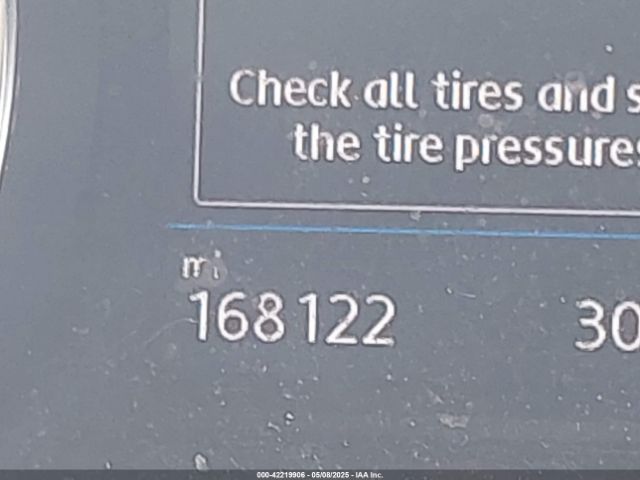 Check all tires and s
the tire pressures
mi
168122 30
000-42219906 - 05/08/2025 - IAA Inc.